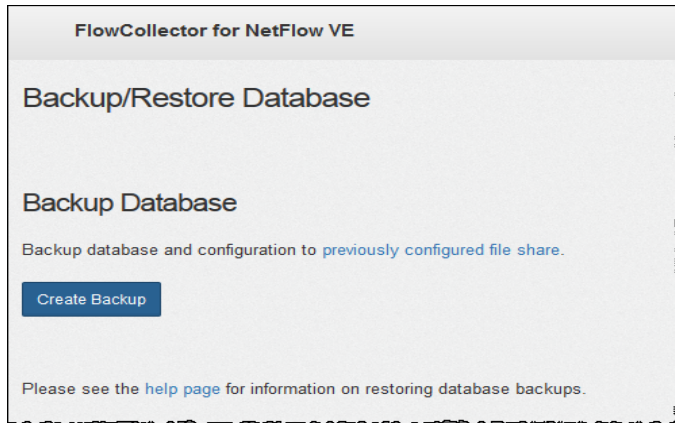 FlowCollector for NetFlow VE
Backup/Restore Database
Backup Database
Backup database and configuration to previously configured file share.
Create Backup
Please see the help page for information on restoring database backups.